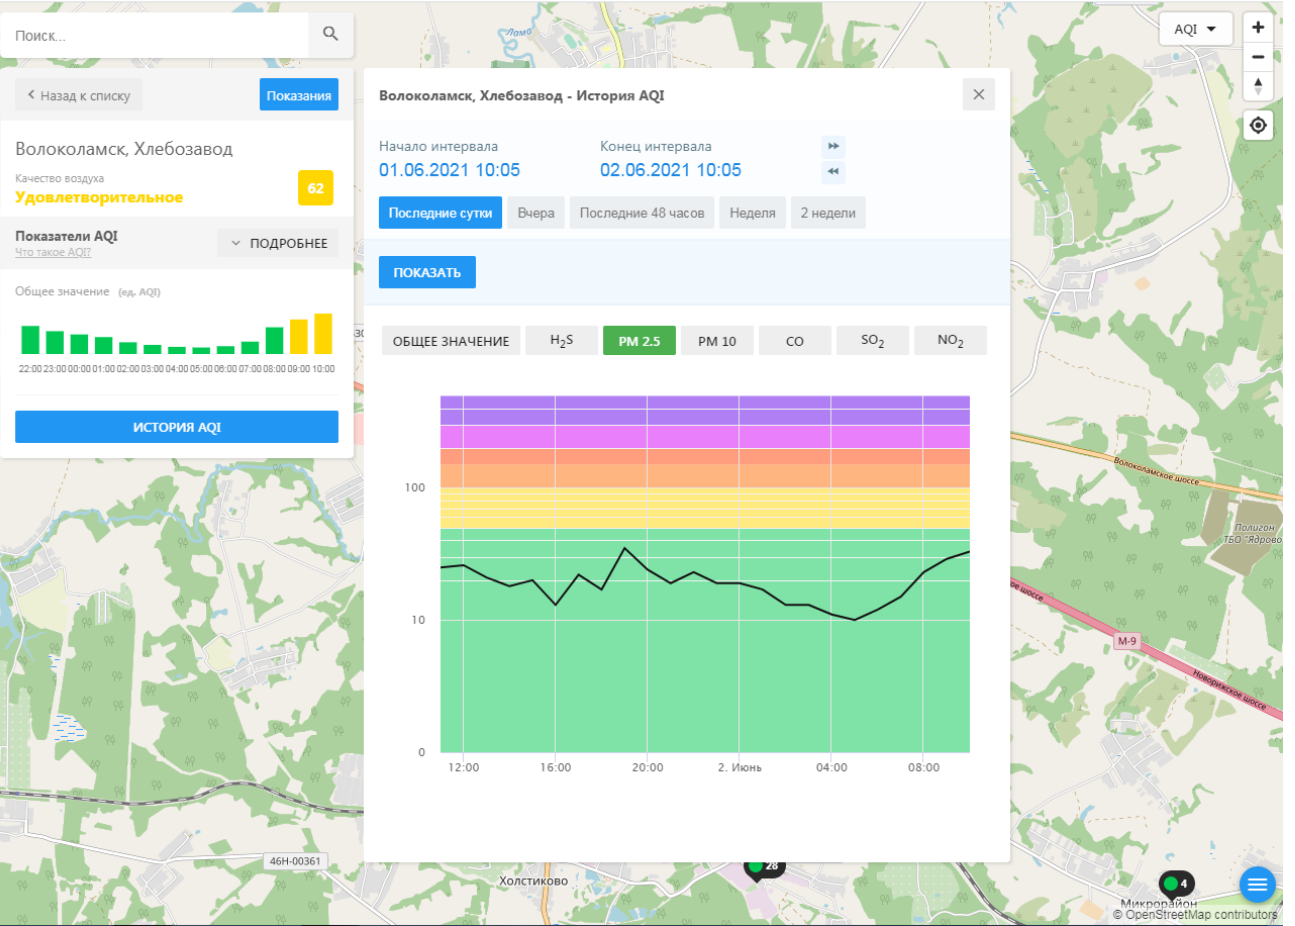 Поиск...
AQI
Лама
Назад к списку
Показания
Волоколамск, Хлебозавод
Качество воздуха
Удовлетворительное
62
Показатели AQI
Что такое AQI?
ПОДРОБНЕЕ
Общее значение (ед. AQI)
22:00 23:00 00:00 01:00 02:00 03:00 04:00 05:00 06:00 07:00 08:00 09:00 10:00
ИСТОРИЯ AQI
Волоколамск, Хлебозавод - История AQI
Начало интервала
01.06.2021 10:05
Конец интервала
02.06.2021 10:05
Последние сутки
Вчера
Последние 48 часов
Неделя
2 недели
ПОКАЗАТЬ
ОБЩЕЕ ЗНАЧЕНИЕ
H2S
PM 2.5
PM 10
CO
SO2
NO2
100
10
0
12:00
16:00
20:00
2. Июнь
04:00
08:00
Волоколамское шоссе
Полигон
ТБО "Ядрово
ое шоссе
М-9
Новорижское шоссе
46Н-00361
Холстиково
28
4
Микрорайон
© OpenStreetMap contributors